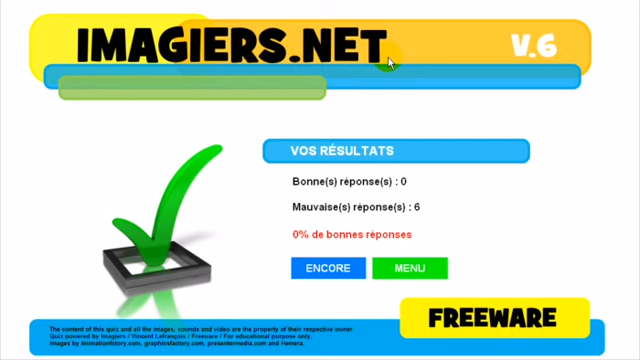 IMAGIERS.NET
V.6
VOS RÉSULTATS
Bonne(s) réponse(s) : 0
Mauvaise(s) réponse(s) : 6
0% de bonnes réponses
ENCORE
MENU
FREEWARE
The content of this quiz and all the images, sounds and video are the property of their respective owner.
Quiz powered by Imagiers / Vincent Lefrançois / Freeware / For educational purpose only.
Images by Animationfctory.com, graphicsfactory.com, presentermedia.com and Hemera.